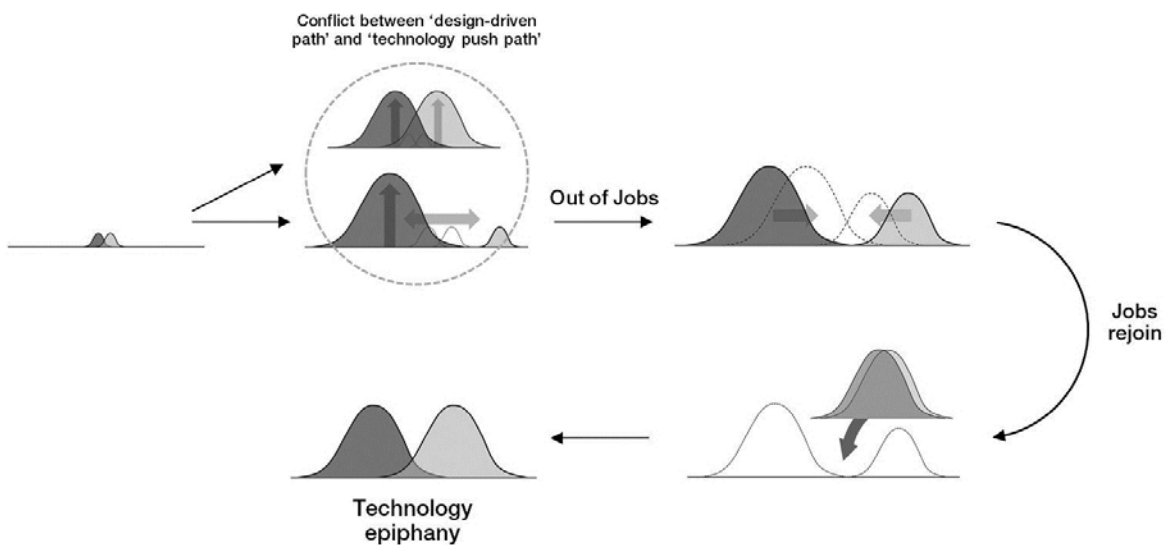 Conflict between ‘design-driven
path’ and ‘technology push path’
Out of Jobs
Jobs
rejoin
Technology
epiphany